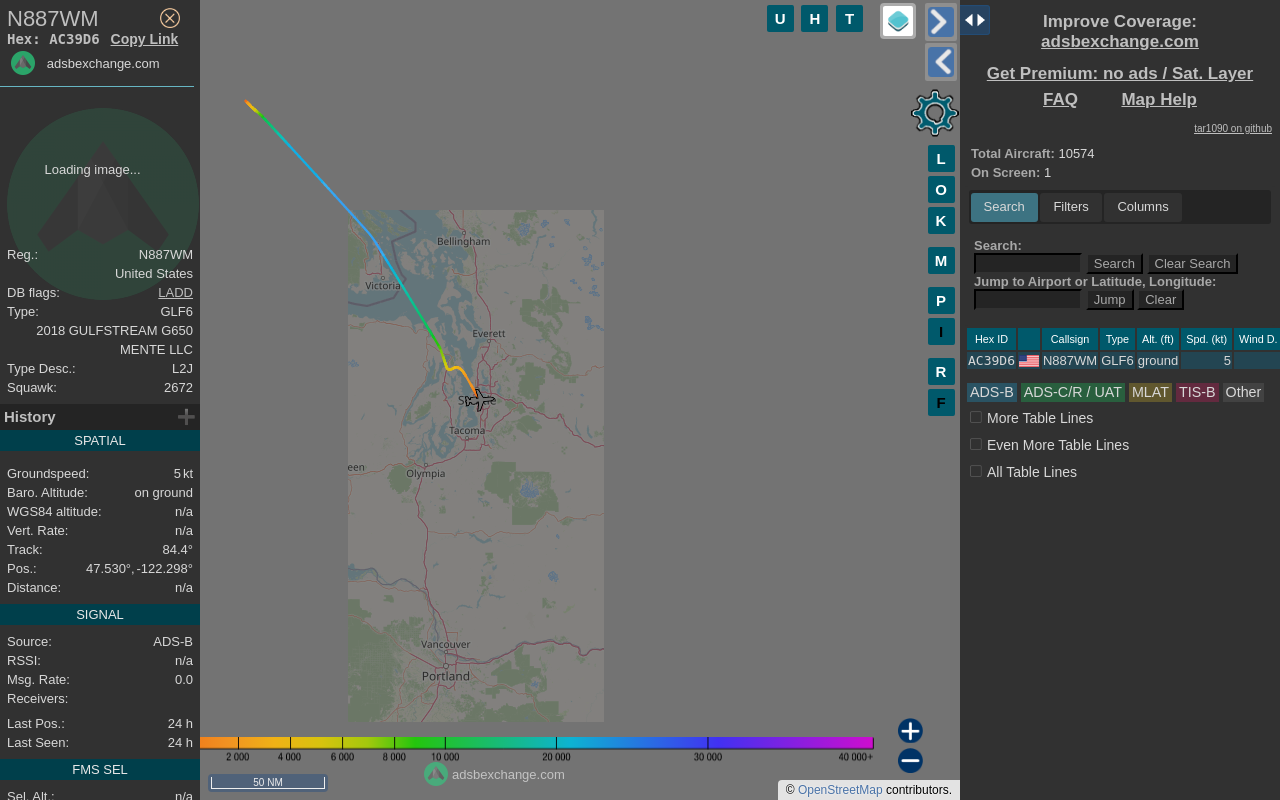 N887WM
Hex: AC39D6 Copy Link
adsbexchange.com
Loading image...
Reg.: N887WM
United States
DB flags: LADD
Type: GLF6
2018 GULFSTREAM G650
MENTE LLC
Type Desc.: L2J
Squawk: 2672
History
SPATIAL
Groundspeed: 5 kt
Baro. Altitude: on ground
WGS84 altitude: n/a
Vert. Rate: n/a
Track: 84.4°
Pos.: 47.530°, -122.298°
Distance: n/a
SIGNAL
Source: ADS-B
RSSI: n/a
Msg. Rate: 0.0
Receivers:
Last Pos.: 24 h
Last Seen: 24 h
FMS SEL
Sel. Alt.: n/a
U H T
L
O
K
M
P
I
R
F
Bellingham
Victoria
Everett
Tacoma
Olympia
een
Vancouver
Portland
2 000 4 000 6 000 8 000 10 000 20 000 30 000 40 000+
adsbexchange.com
50 NM
© OpenStreetMap contributors.
Improve Coverage:
adsbexchange.com
Get Premium: no ads / Sat. Layer
FAQ Map Help
tar1090 on github
Total Aircraft: 10574
On Screen: 1
Search Filters Columns
Search:
Search Clear Search
Jump to Airport or Latitude, Longitude:
Jump Clear
Hex ID Callsign Type Alt. (ft) Spd. (kt) Wind D.
AC39D6 N887WM GLF6 ground 5
ADS-B ADS-C/R / UAT MLAT TIS-B Other
More Table Lines
Even More Table Lines
All Table Lines